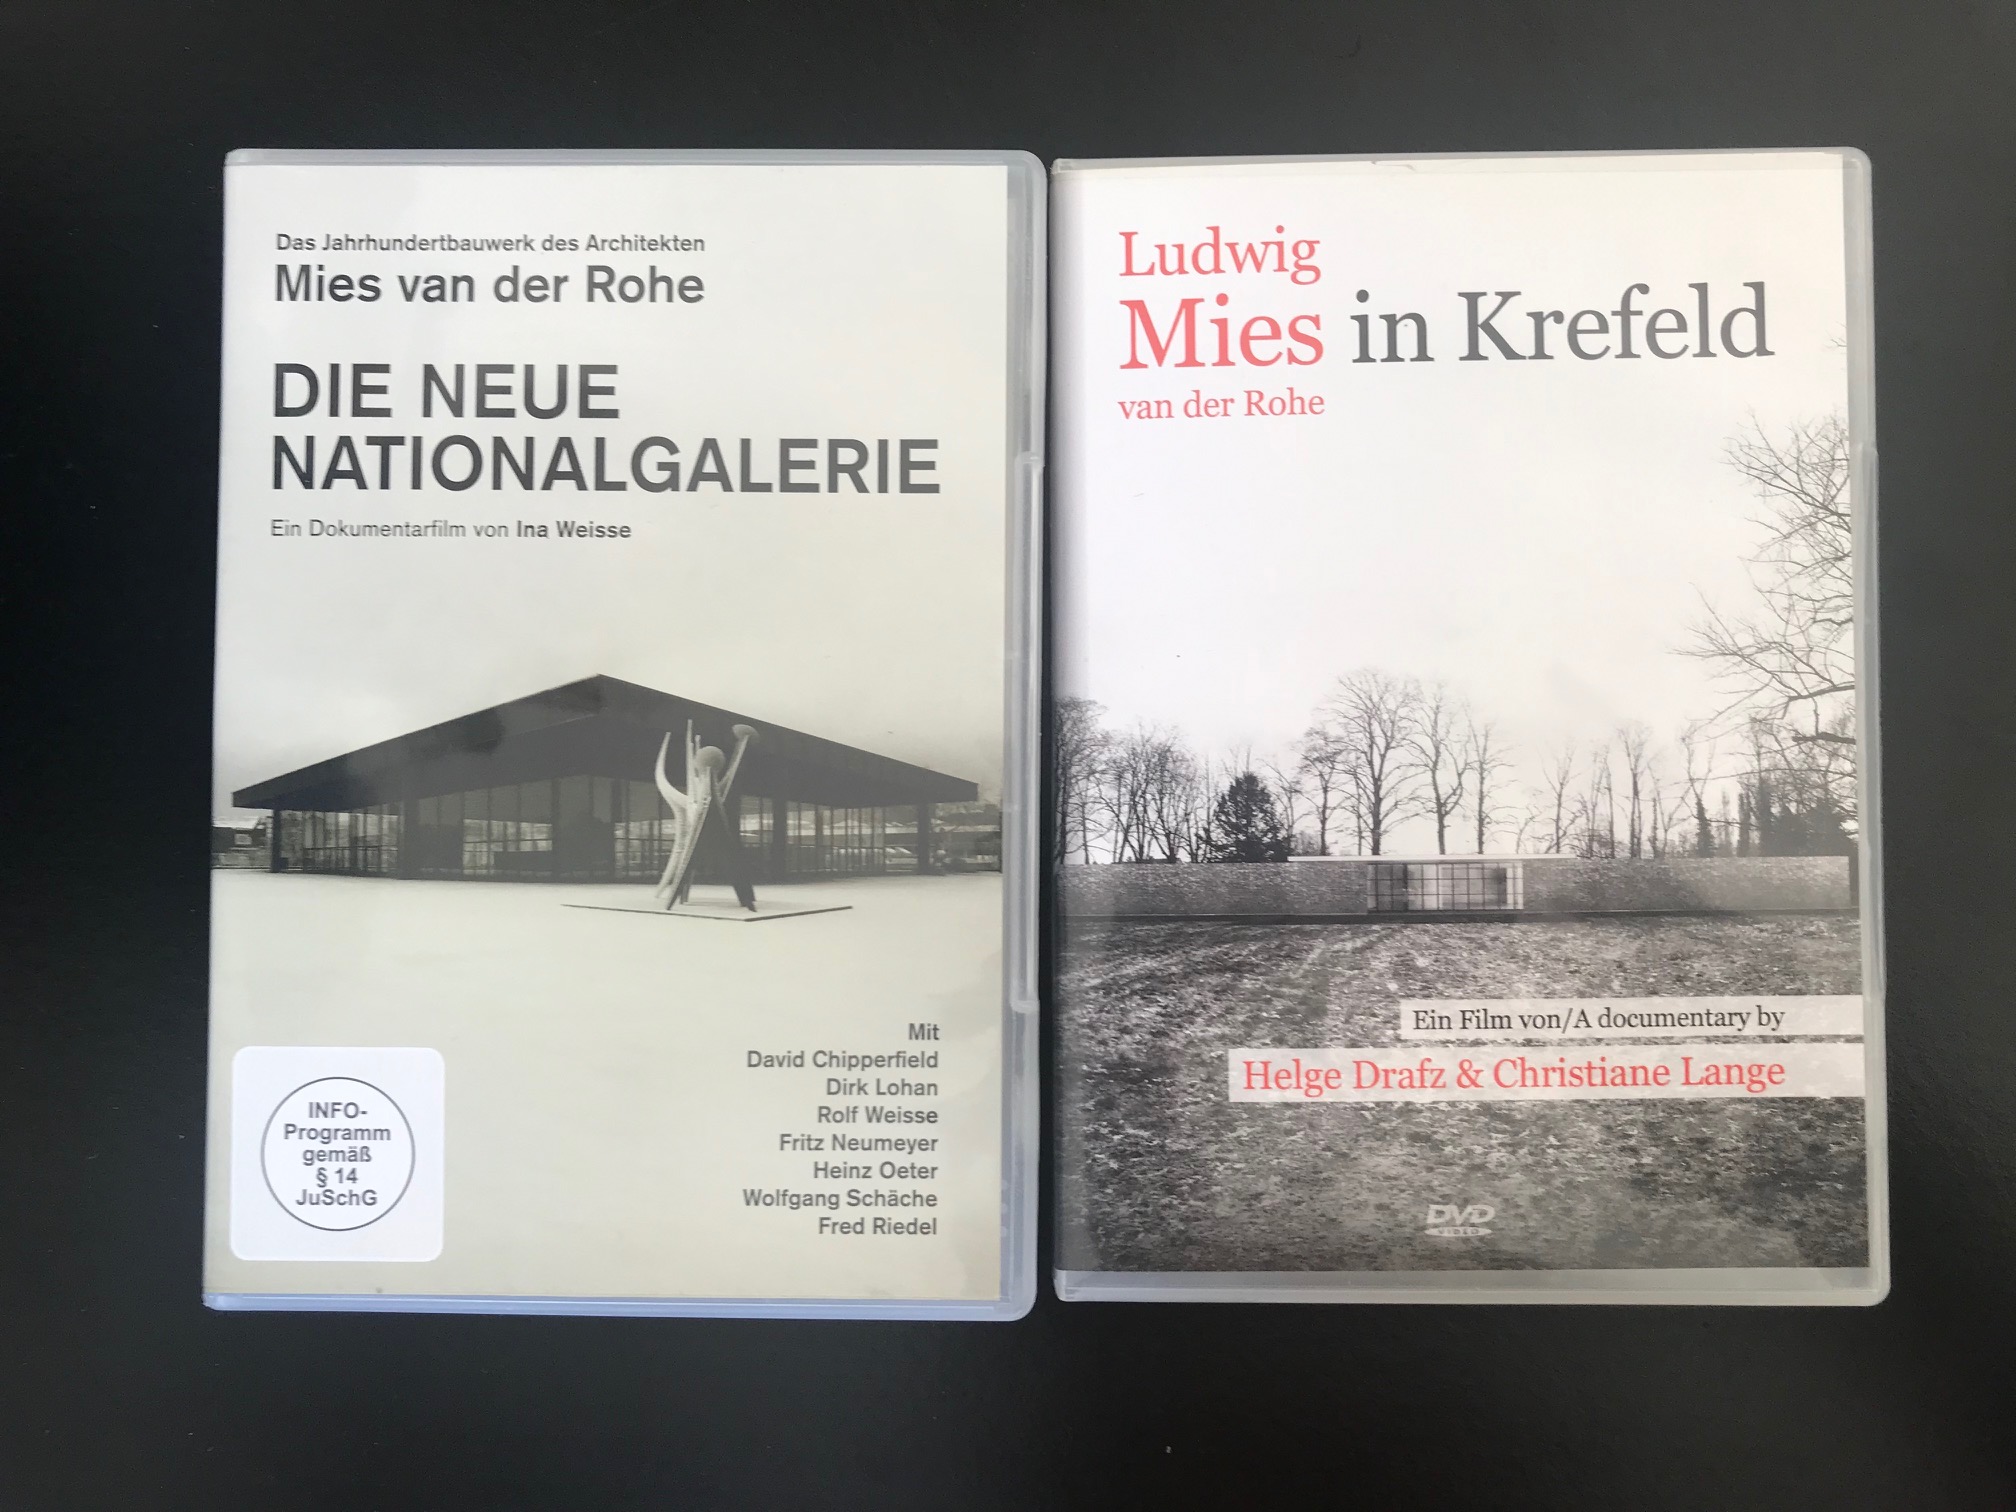 Das Jahrhundertbauwerk des Architekten
Mies van der Rohe
DIE NEUE
NATIONALGALERIE
Ein Dokumentarfilm von Ina Weisse
Mit
David Chipperfield
Dirk Lohan
Rolf Weisse
Fritz Neumeyer
Heinz Oeter
Wolfgang Schäche
Fred Riedel
INFO-
Programm
gemäß
§ 14
JuSchG
Ludwig
Mies in Krefeld
van der Rohe
Ein Film von/A documentary by
Helge Drafz & Christiane Lange
DVD
VIDEO